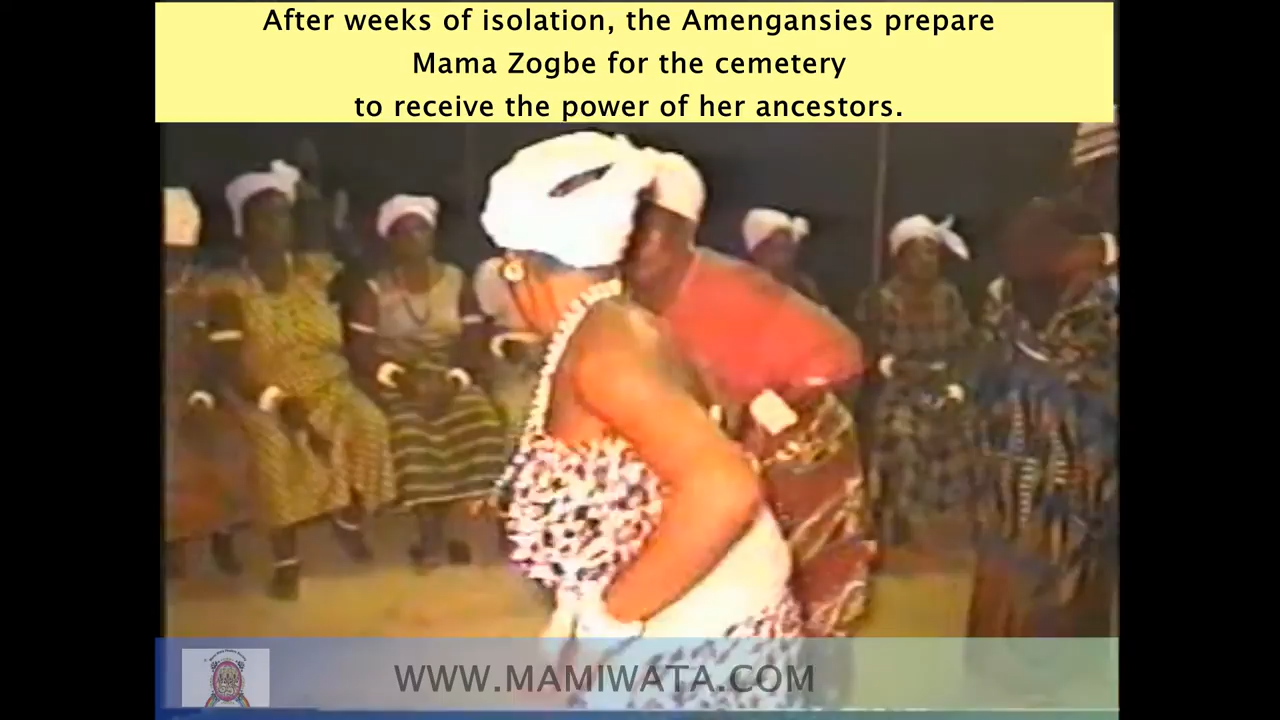 After weeks of isolation, the Amengansies prepare
Mama Zogbe for the cemetery
to receive the power of her ancestors.
WWW.MAMIWATA.COM